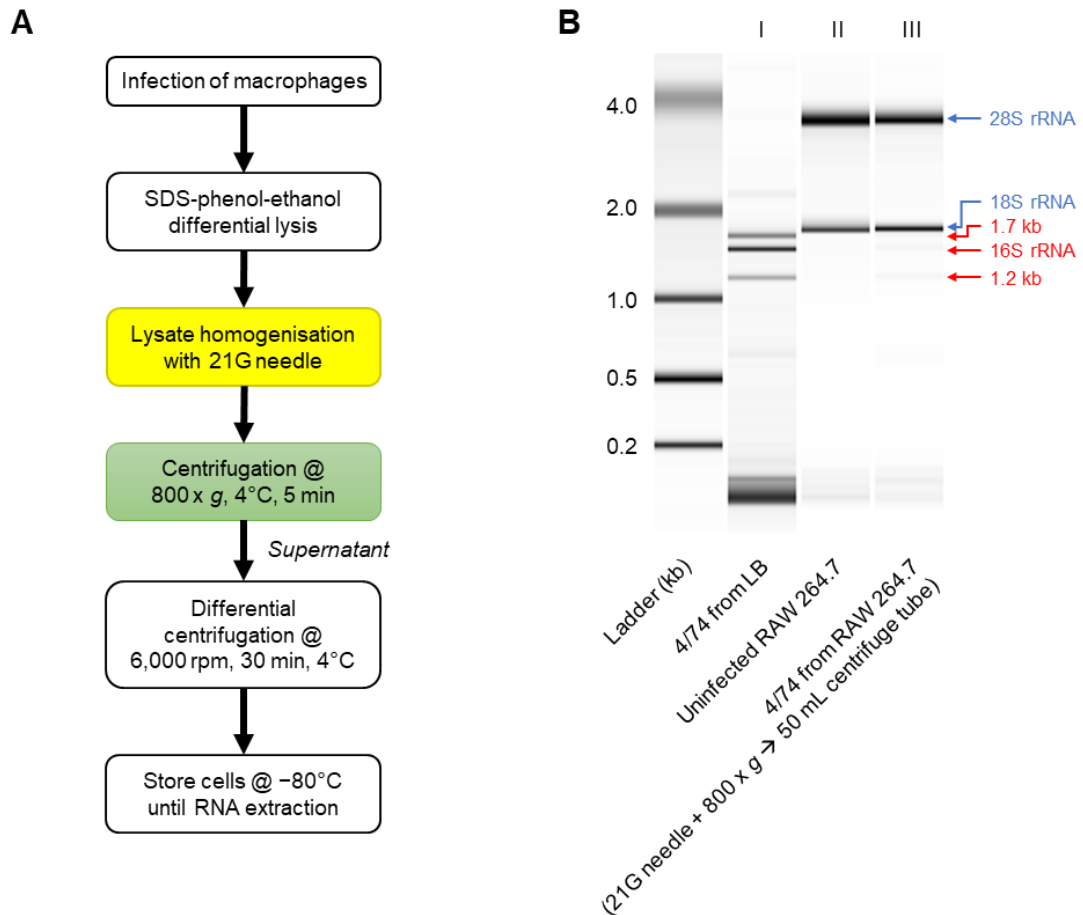 A
Infection of macrophages
SDS-phenol-ethanol
differential lysis
Lysate homogenisation
with 21G needle
Centrifugation @
800 x g, 4°C, 5 min
Supernatant
Differential
centrifugation @
6,000 rpm, 30 min, 4°C
Store cells @ −80°C
until RNA extraction
B
I II III
4.0
2.0
1.0
0.5
0.2
28S rRNA
18S rRNA
1.7 kb
16S rRNA
1.2 kb
Ladder (kb)
4/74 from LB
Uninfected RAW 264.7
4/74 from RAW 264.7
(21G needle + 800 x g → 50 mL centrifuge tube)